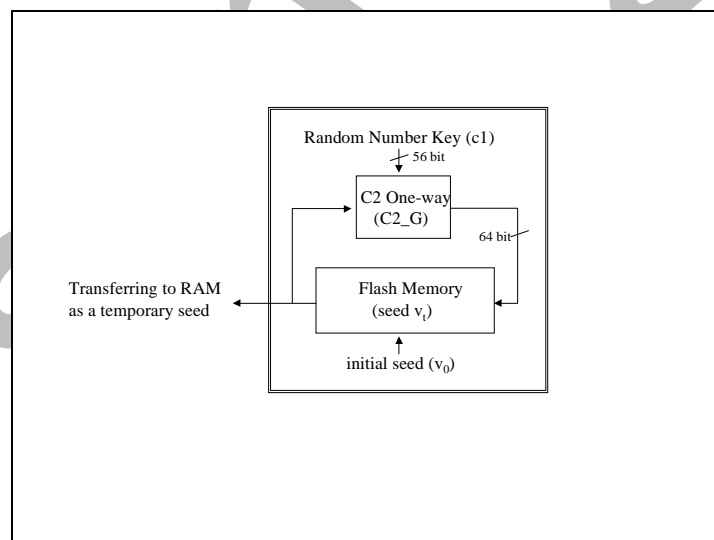 Random Number Key (c1)
56 bit
C2 One-way
(C2_G)
64 bit
Transferring to RAM
as a temporary seed
Flash Memory
(seed vt)
initial seed (v0)